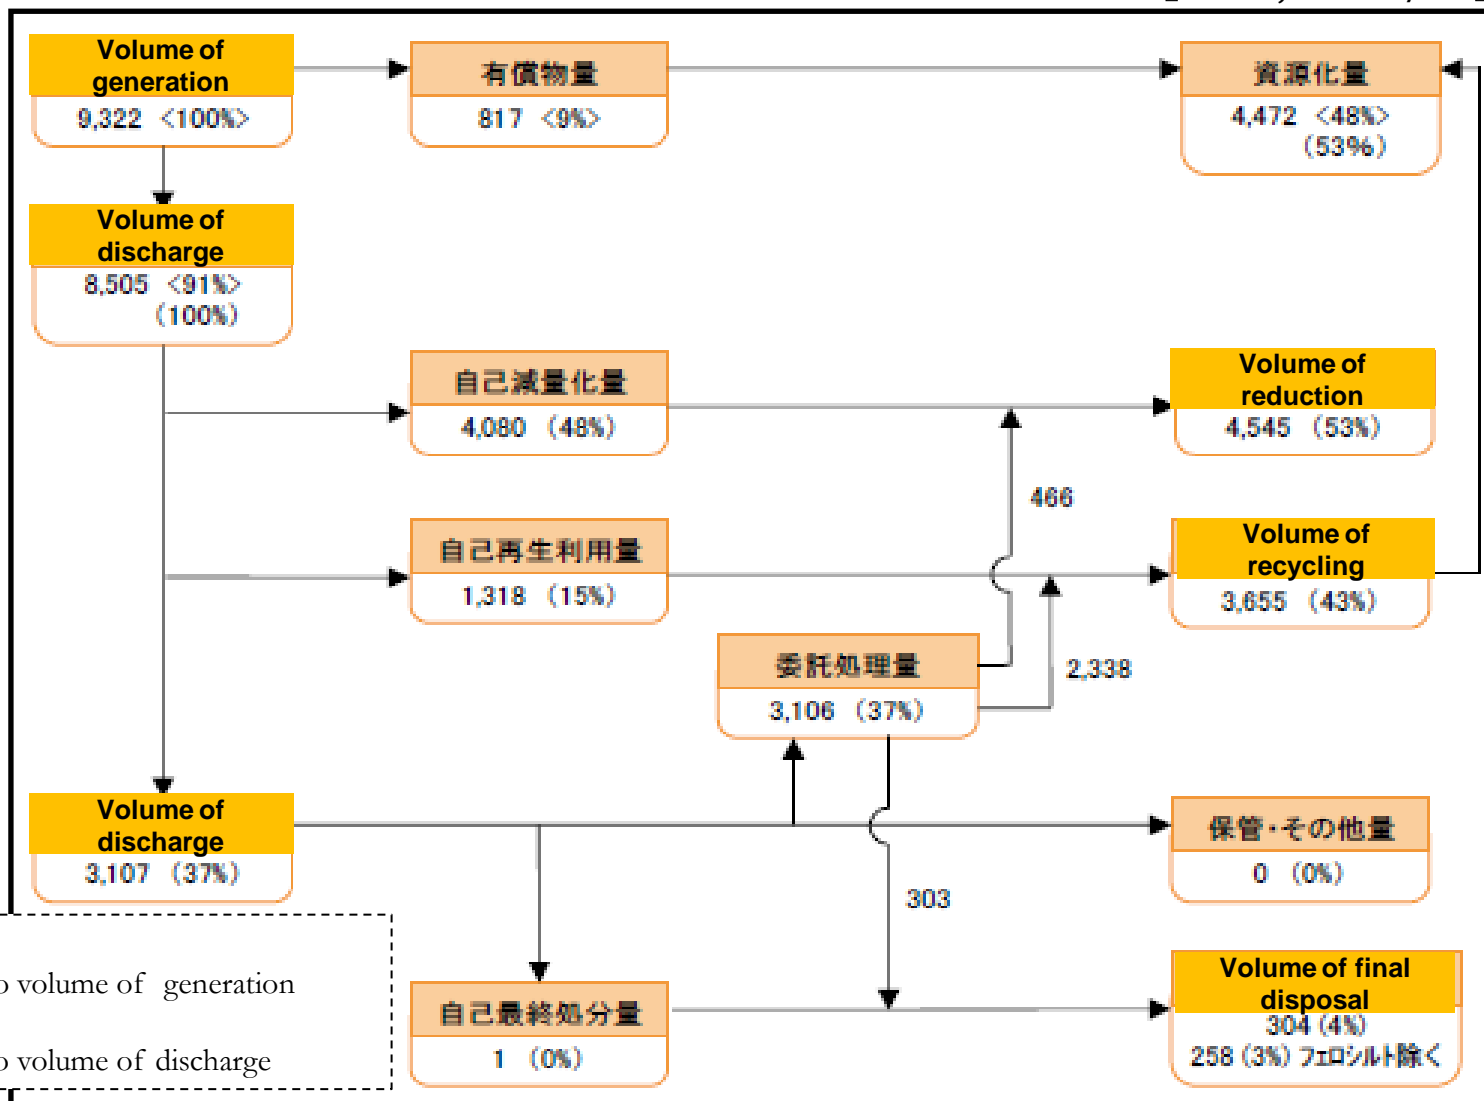 Volume of
generation
9,322 <100%>
有償物量
817 <9%>
資源化量
4,472 <48%>
(53%)
Volume of
discharge
8,505 <91%>
(100%)
自己減量化量
4,080 (48%)
Volume of
reduction
4,545 (53%)
466
自己再生利用量
1,318 (15%)
Volume of
recycling
3,655 (43%)
委託処理量
3,106 (37%)
2,338
Volume of
discharge
3,107 (37%)
保管・その他量
0 (0%)
303
volume of generation
volume of discharge
自己最終処分量
1 (0%)
Volume of final
disposal
304 (4%)
258 (3%) フェロシルト除く